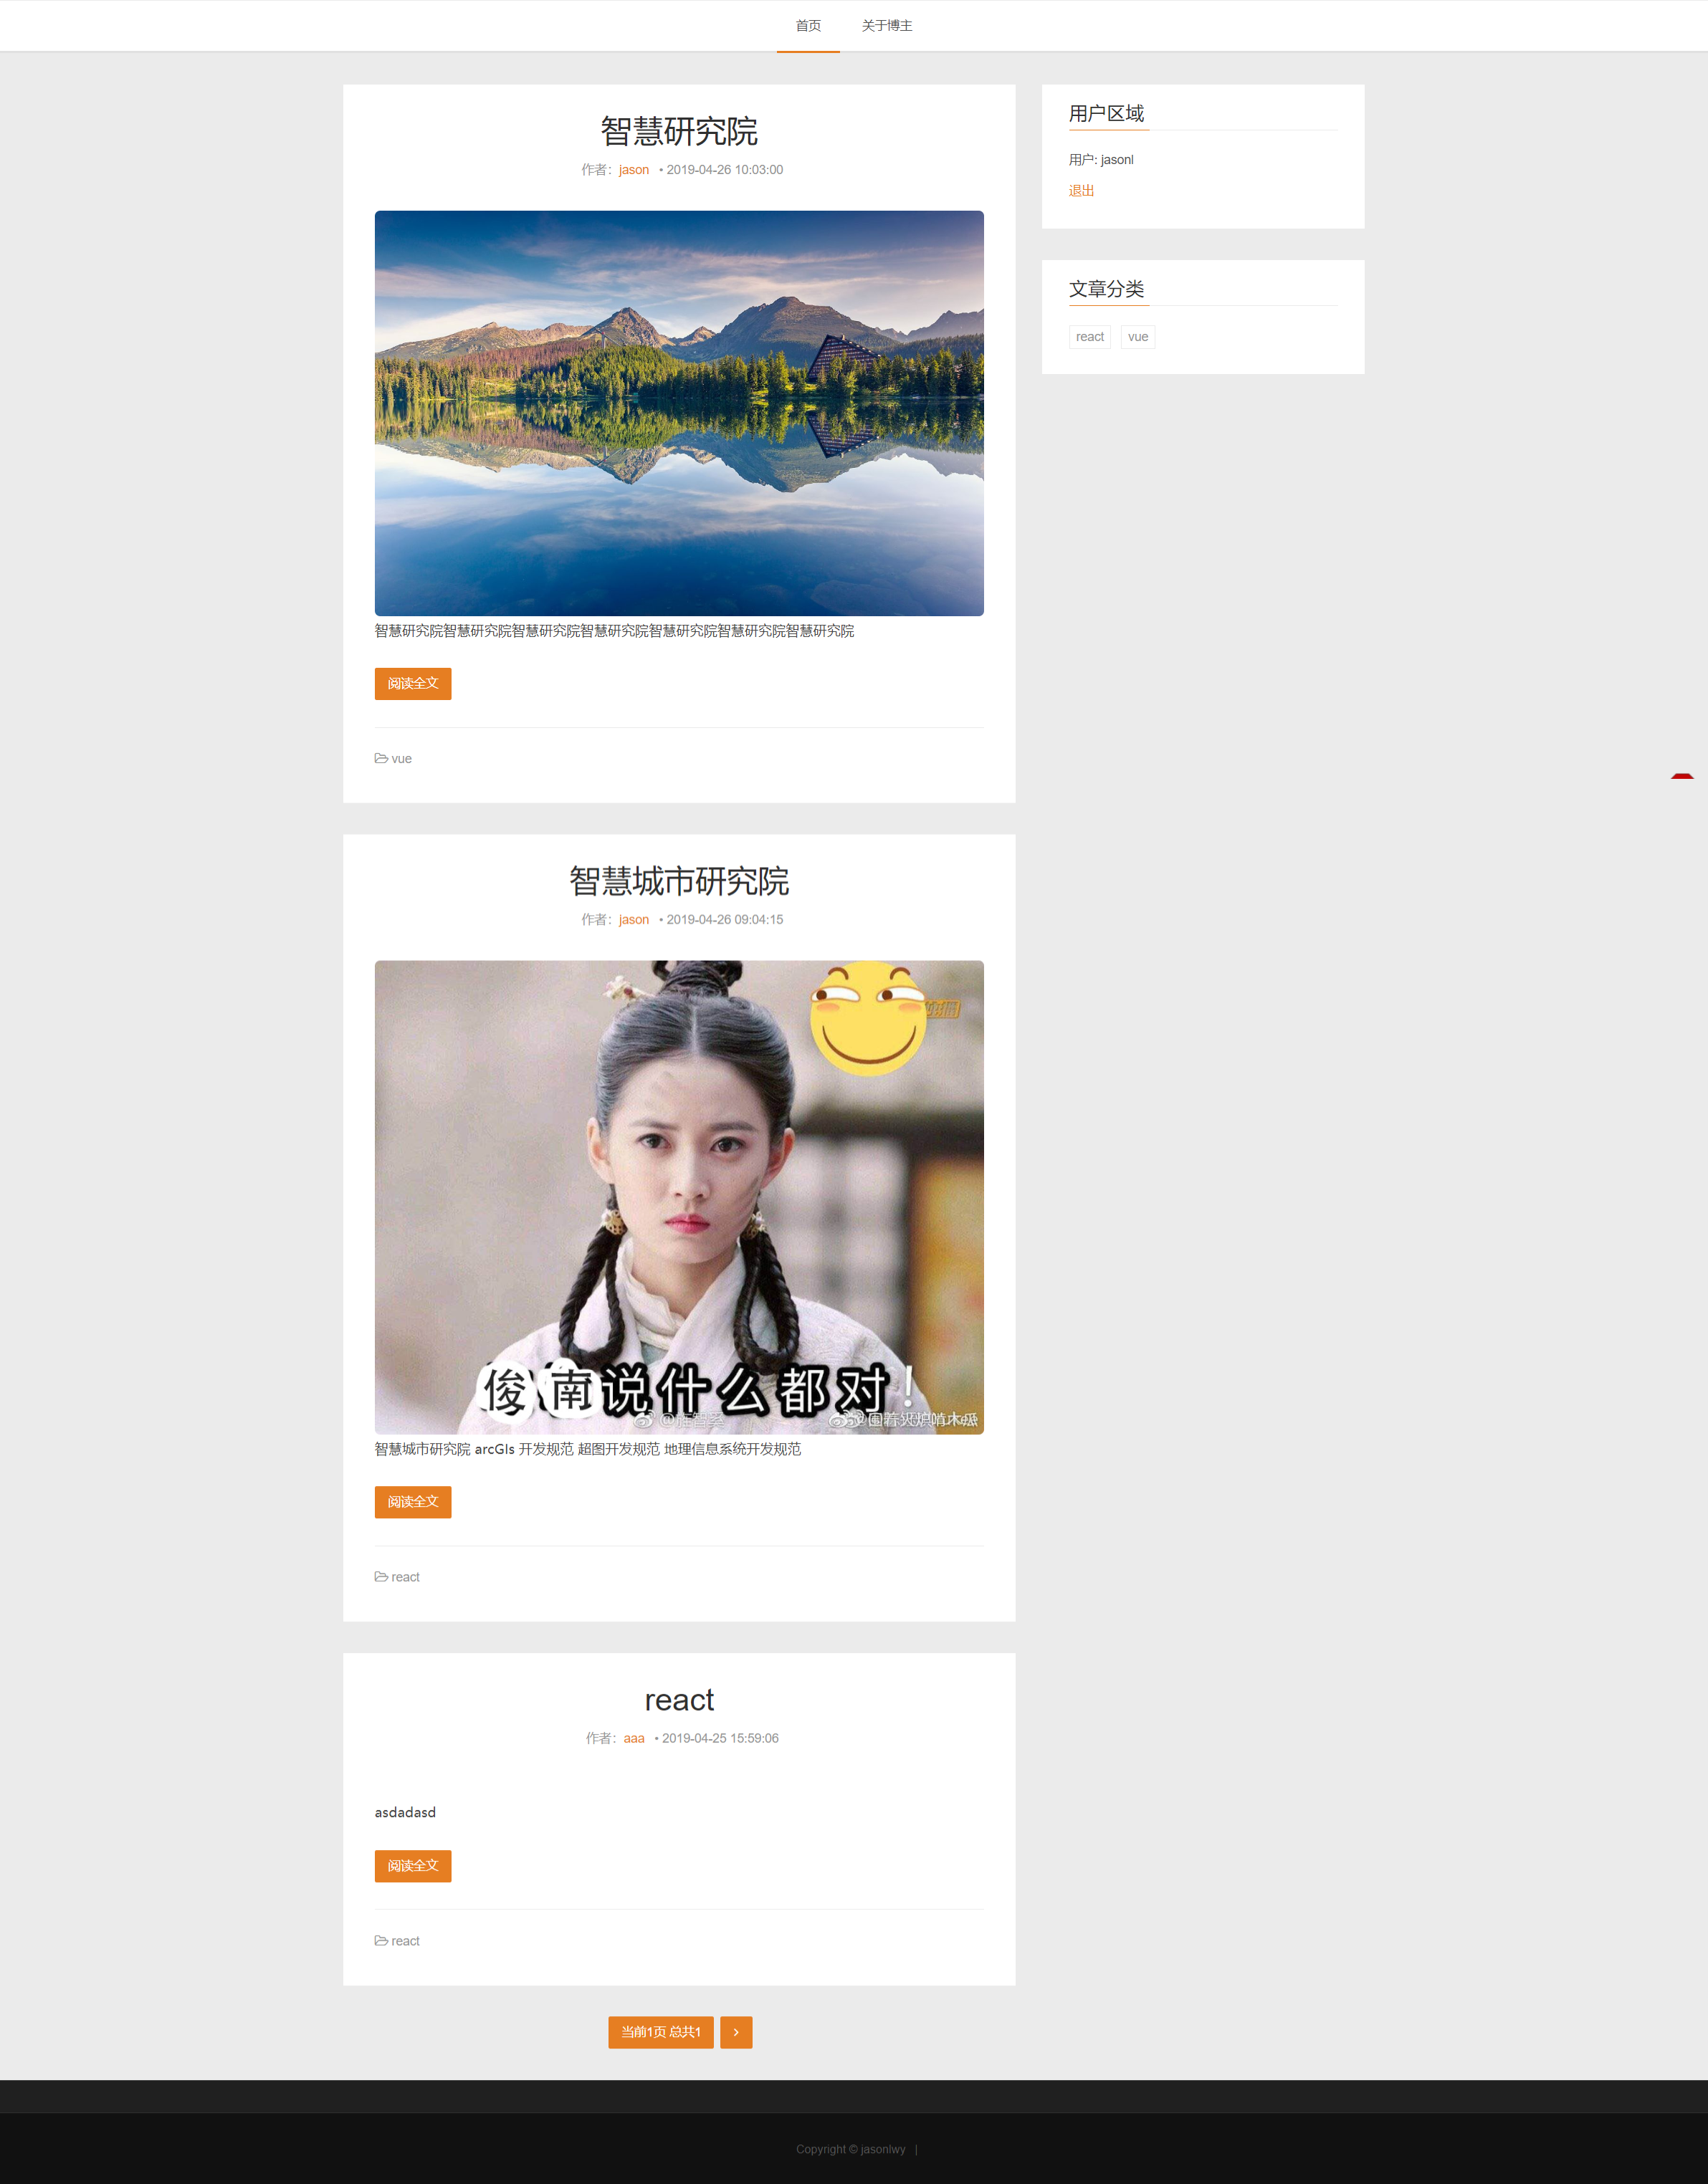 首页
关于博主
智慧研究院
作者：jason • 2019-04-26 10:03:00
智慧研究院智慧研究院智慧研究院智慧研究院智慧研究院智慧研究院智慧研究院
阅读全文
vue
智慧城市研究院
作者：jason • 2019-04-26 09:04:15
俊南说什么都对！
智慧城市研究院 arcGIs 开发规范 超图开发规范 地理信息系统开发规范
阅读全文
react
react
作者：aaa • 2019-04-25 15:59:06
asdadasd
阅读全文
react
当前1页 总共1
›
用户区域
用户: jasonl
退出
文章分类
react
vue
Copyright © jasonlwy |